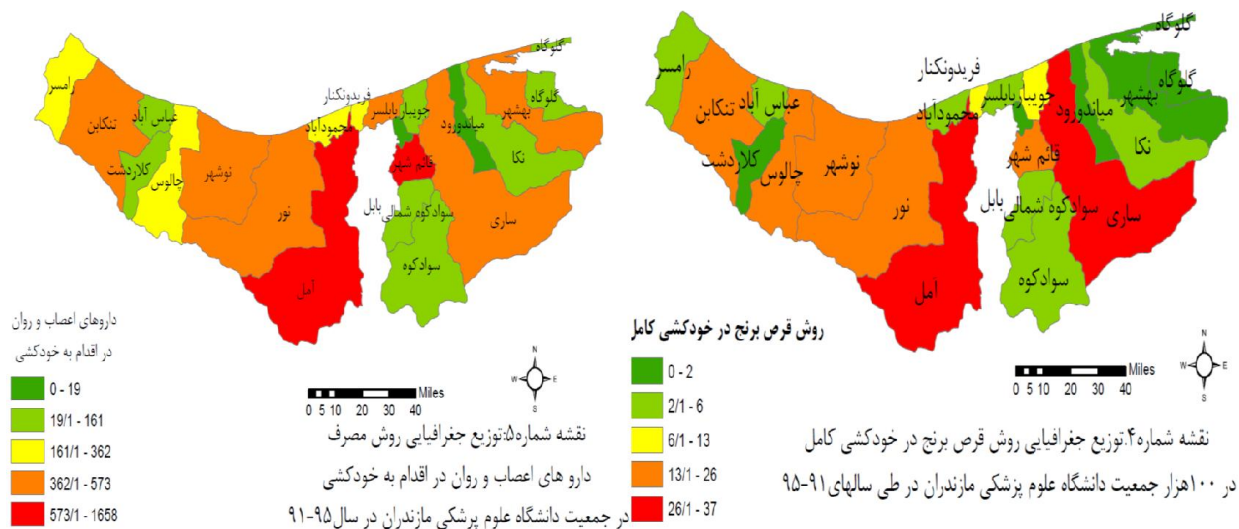 رامسر
تنکابن
عباس آباد
کلاردشت
چالوس
نوشهر
نور
محمودآباد
فریدونکنار
آمل
بابل
جویبار
بابلسر
قائم شهر
سوادکوه شمالی
سوادکوه
ساری
میاندورود
نکا
بهشهر
گلوگاه
گلوگاه
داروهای اعصاب و روان
در اقدام به خودکشی
0 - 19
19/1 - 161
161/1 - 362
362/1 - 573
573/1 - 1658
N
W E
S
Miles
0 5 10 20 30 40
نقشه شماره۵:توزیع جغرافیایی روش مصرف
دارو های اعصاب و روان در اقدام به خودکشی
در جمعیت دانشگاه علوم پرشکی مازندران در سال۹۵-۹۱
رامسر
تنکابن
عباس آباد
کلاردشت
چالوس
نوشهر
نور
محمودآباد
فریدونکنار
آمل
بابل
جویبار
بابلسر
قائم شهر
سوادکوه شمالی
سوادکوه
ساری
میاندورود
نکا
بهشهر
گلوگاه
گلوگاه
روش قرص برنج در خودکشی کامل
0 - 2
2/1 - 6
6/1 - 13
13/1 - 26
26/1 - 37
N
W E
S
Miles
0 5 10 20 30 40
نقشه شماره۴:توزیع جغرافیایی روش قرص برنج در خودکشی کامل
در ۱۰۰هزار جمعیت دانشگاه علوم پزشکی مازندران در طی سالهای۹۱-۹۵